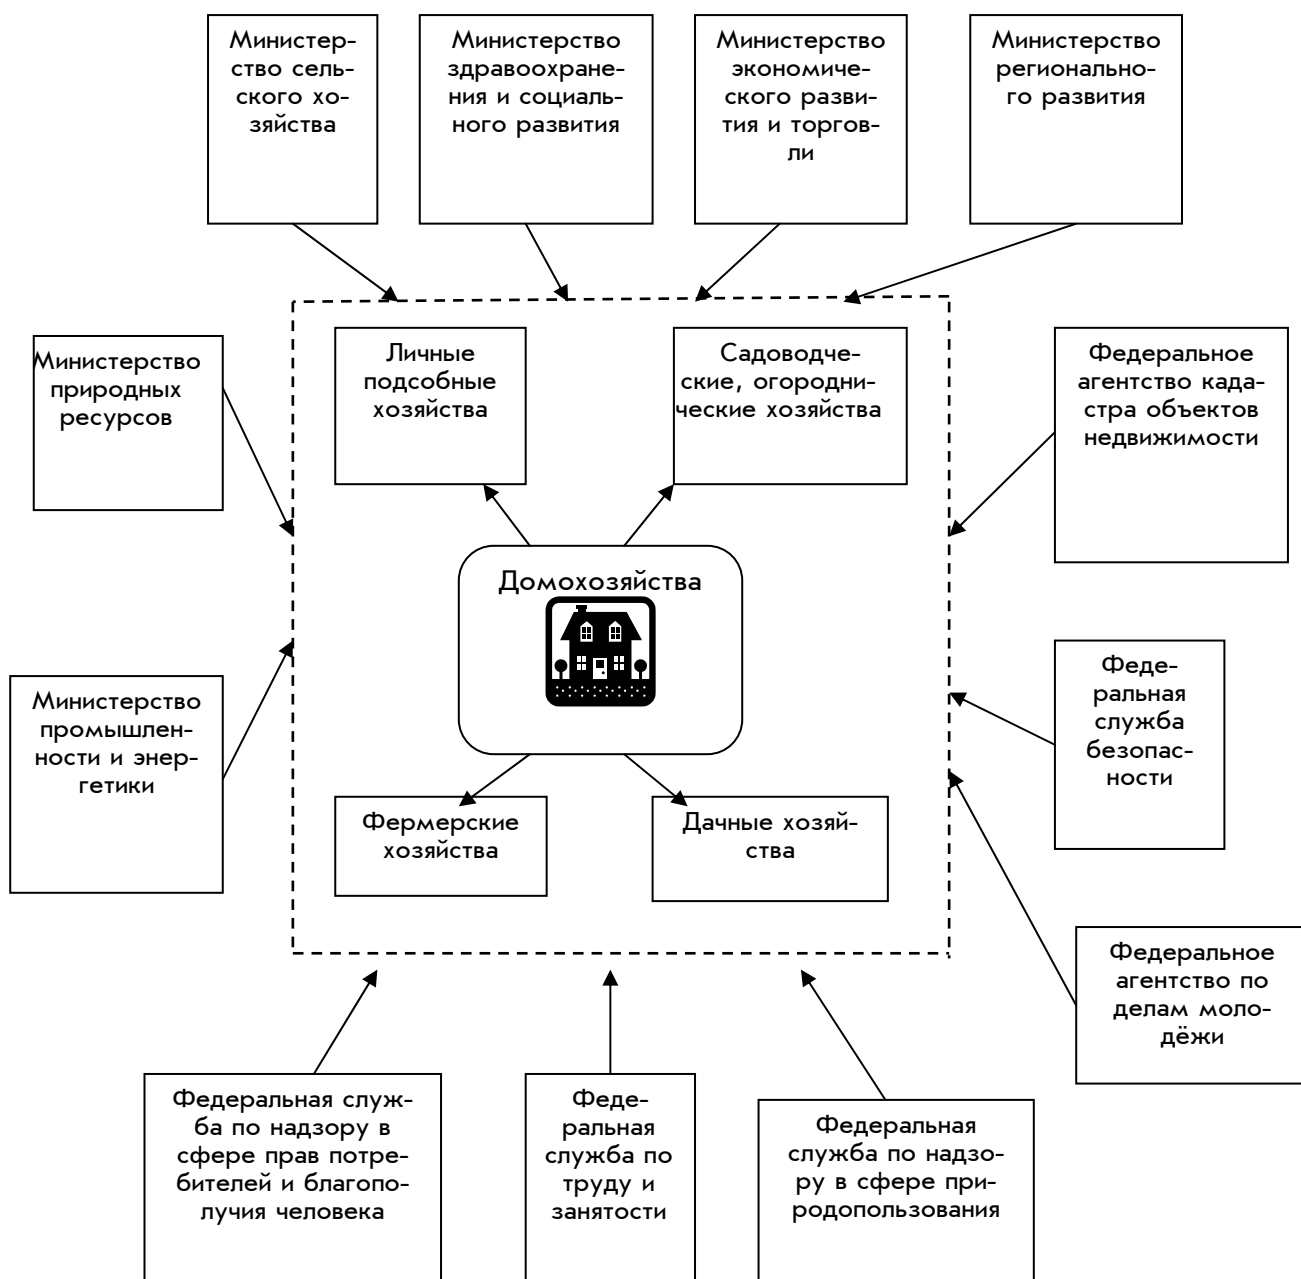 Министер-
ство сель-
ского хо-
зяйства
Министерство
здравоохране-
ния и социаль-
ного развития
Министерство
экономиче-
ского разви-
тия и торгов-
ли
Министерство
регионально-
го развития
Министерство
природных
ресурсов
Личные
подсобные
хозяйства
Садоводче-
ские, огородни-
ческие хозяйства
Федеральное
агентство када-
стра объектов
недвижимости
Домохозяйства
Министерство
промышлен-
ности и энер-
гетики
Феде-
ральная
служба
безопас-
ности
Фермерские
хозяйства
Дачные хозяй-
ства
Федеральное
агентство по
делам моло-
дёжи
Федеральная служ-
ба по надзору в
сфере прав потре-
бителей и благопо-
лучия человека
Феде-
ральная
служба по
труду и
занятости
Федеральная
служба по надзо-
ру в сфере при-
родопользования